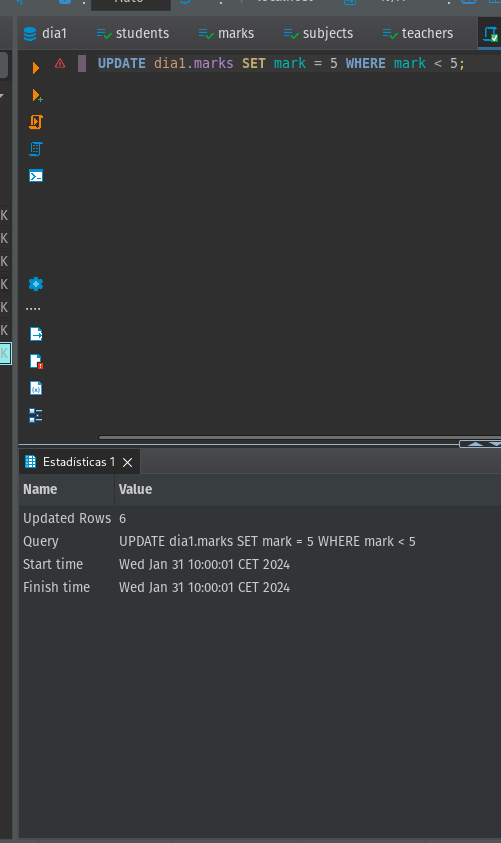 dia1 students marks subjects teachers
UPDATE dia1.marks SET mark = 5 WHERE mark < 5;
K
K
K
K
K
K
K
Estadísticas 1
Name Value
Updated Rows 6
Query UPDATE dia1.marks SET mark = 5 WHERE mark < 5
Start time Wed Jan 31 10:00:01 CET 2024
Finish time Wed Jan 31 10:00:01 CET 2024